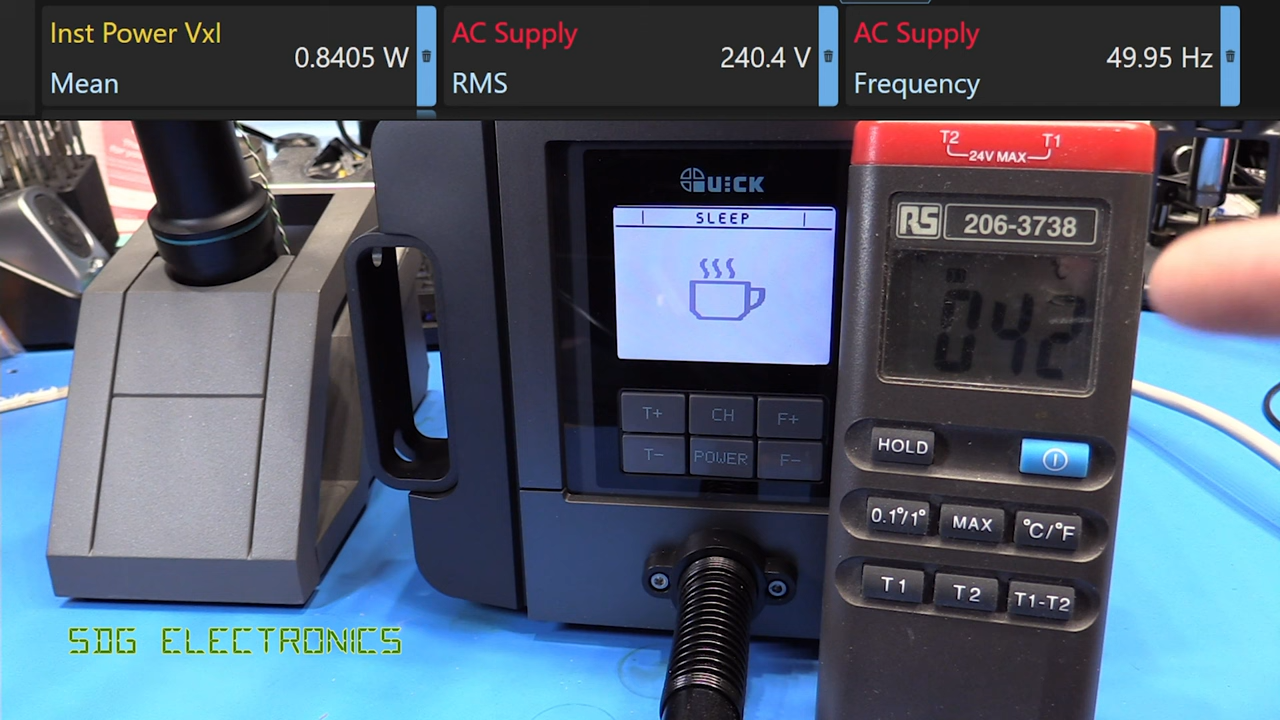 Inst Power VxI
0.8405 W
Mean
AC Supply
240.4 V
RMS
AC Supply
49.95 Hz
Frequency
QUICK
SLEEP
T+ CH F+
T- POWER F-
T2 T1
24V MAX
RS 206-3738
°C
042
HOLD
0.1°/1° MAX °C/°F
T1 T2 T1-T2
SDG ELECTRONICS